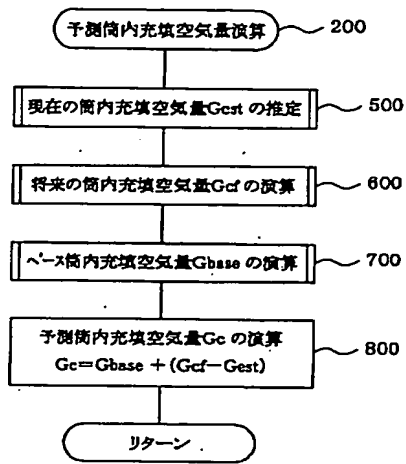 予測筒内充填空気量演算
200
現在の筒内充填空気量Gest の推定
500
将来の筒内充填空気量Gcf の演算
600
ベース筒内充填空気量Gbase の演算
700
予測筒内充填空気量Gc の演算
Gc=Gbase +(Gcf-Gest)
800
リターン